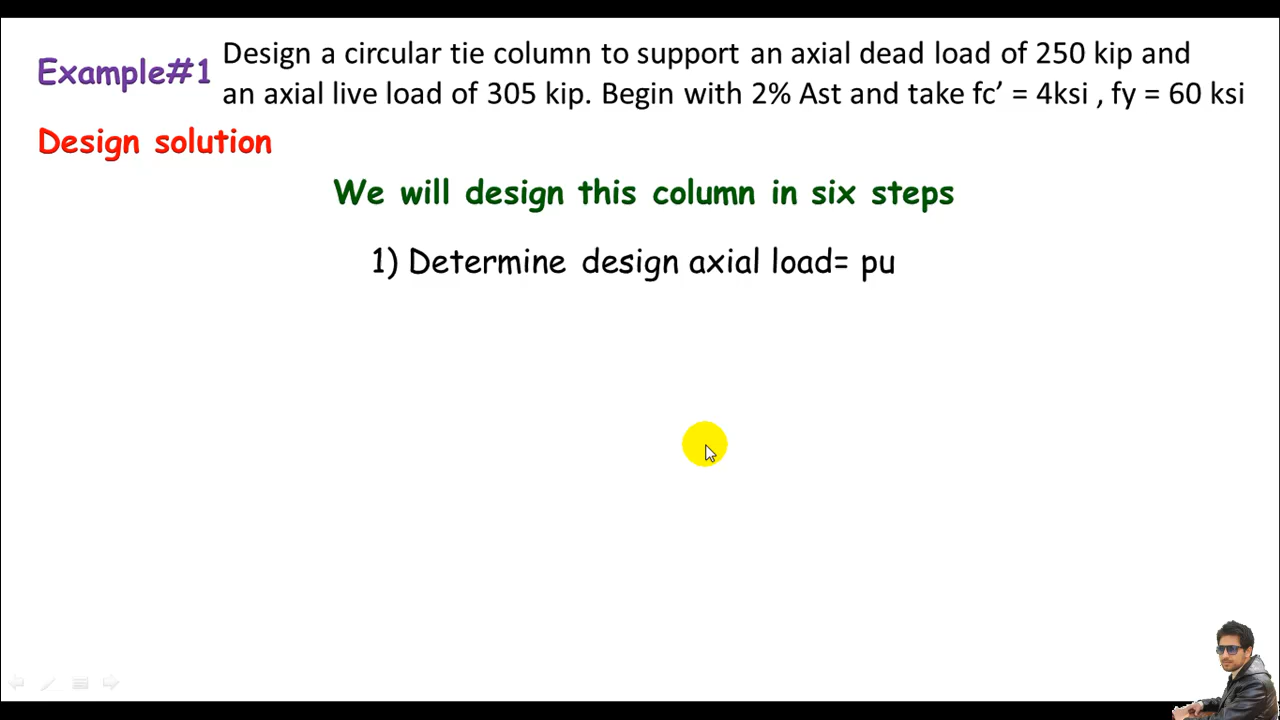 Example#1
Design a circular tie column to support an axial dead load of 250 kip and
an axial live load of 305 kip. Begin with 2% Ast and take fc’ = 4ksi , fy = 60 ksi
Design solution
We will design this column in six steps
1) Determine design axial load= pu